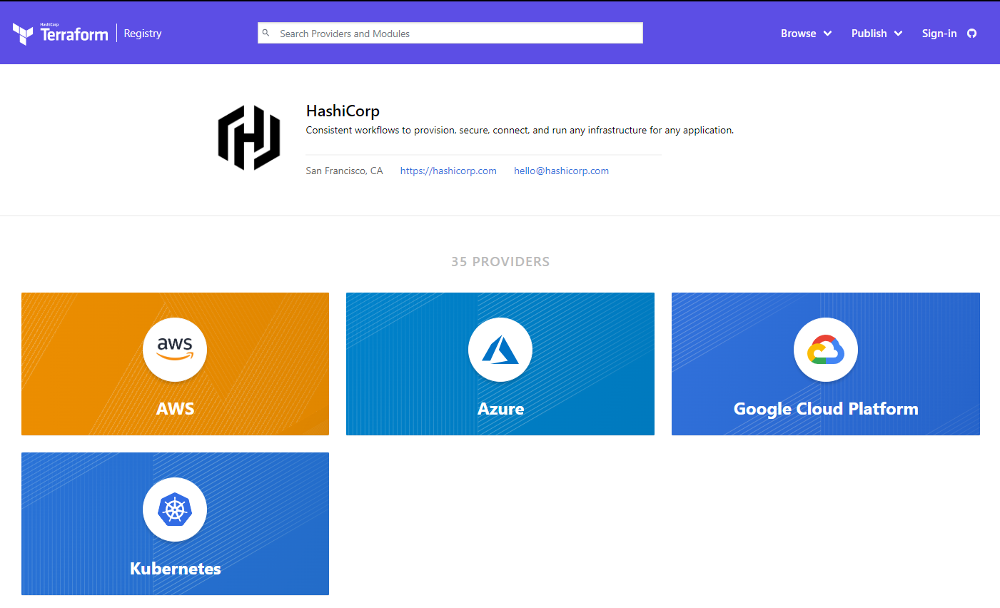 HashiCorp
Terraform
Registry
Search Providers and Modules
Browse
Publish
Sign-in
HashiCorp
Consistent workflows to provision, secure, connect, and run any infrastructure for any application.
San Francisco, CA https://hashicorp.com hello@hashicorp.com
35 PROVIDERS
aws
AWS
Azure
Google Cloud Platform
Kubernetes